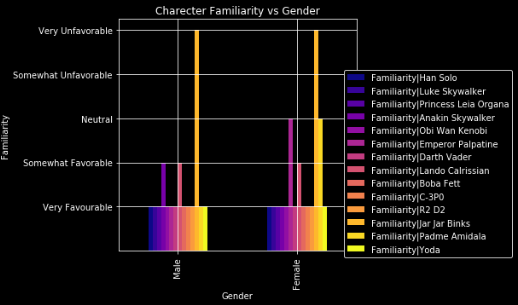 Charecter Familiarity vs Gender
Very Unfavorable
Somewhat Unfavorable
Neutral
Somewhat Favorable
Very Favourable
Familiarity
Male
Female
Gender
Familiarity|Han Solo
Familiarity|Luke Skywalker
Familiarity|Princess Leia Organa
Familiarity|Anakin Skywalker
Familiarity|Obi Wan Kenobi
Familiarity|Emperor Palpatine
Familiarity|Darth Vader
Familiarity|Lando Calrissian
Familiarity|Boba Fett
Familiarity|C-3P0
Familiarity|R2 D2
Familiarity|Jar Jar Binks
Familiarity|Padme Amidala
Familiarity|Yoda